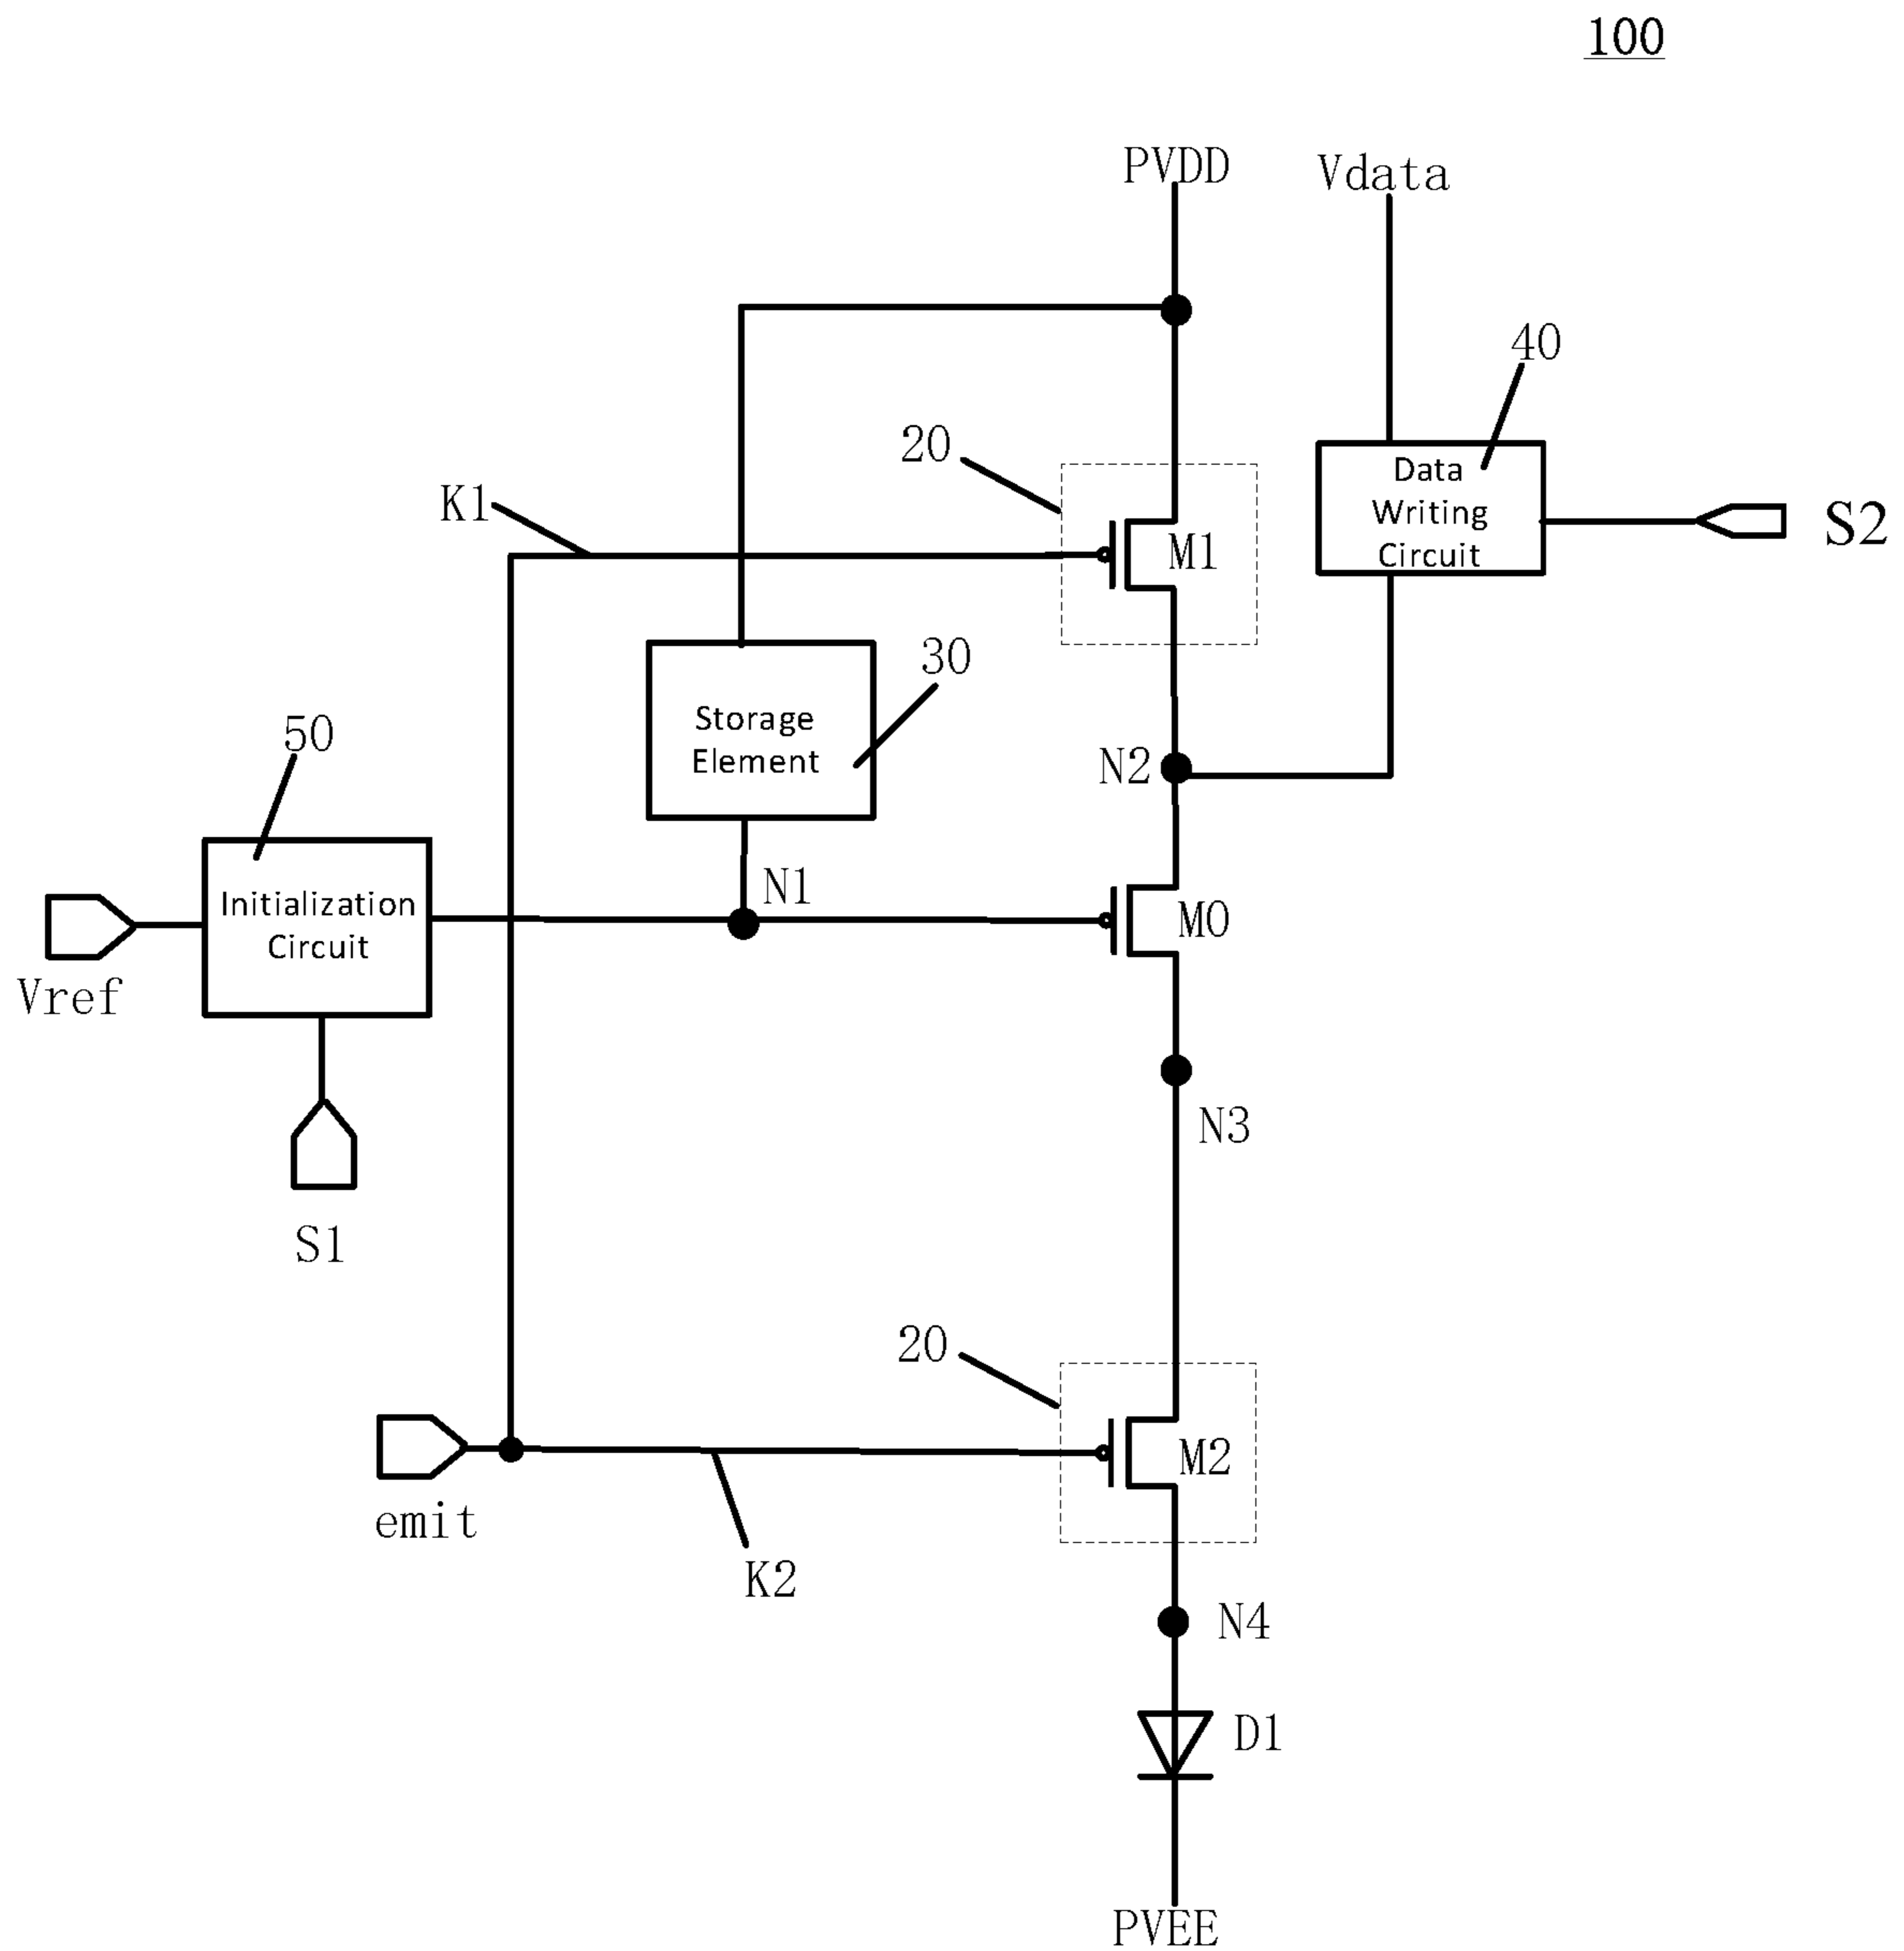 100
PVDD
Vdata
40
20
Data
Writing
Circuit
K1
S2
M1
30
Storage
Element
50
N2
N1
Initialization
Circuit
M0
Vref
N3
S1
20
M2
emit
K2
N4
D1
PVEE